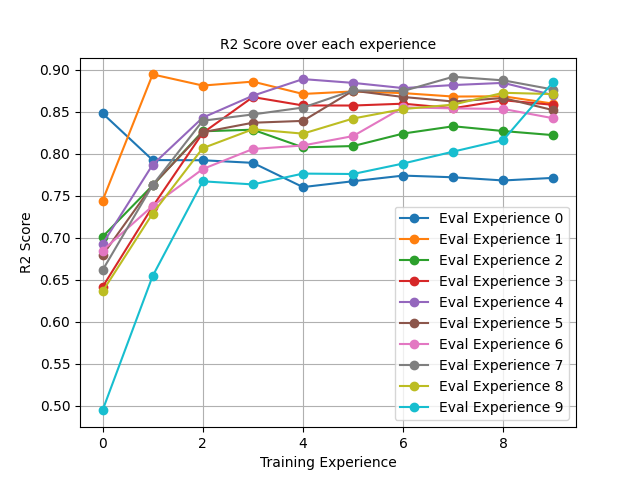 R2 Score over each experience
R2 Score
0.90
0.85
0.80
0.75
0.70
0.65
0.60
0.55
0.50
0 2 4 6 8
Training Experience
Eval Experience 0
Eval Experience 1
Eval Experience 2
Eval Experience 3
Eval Experience 4
Eval Experience 5
Eval Experience 6
Eval Experience 7
Eval Experience 8
Eval Experience 9